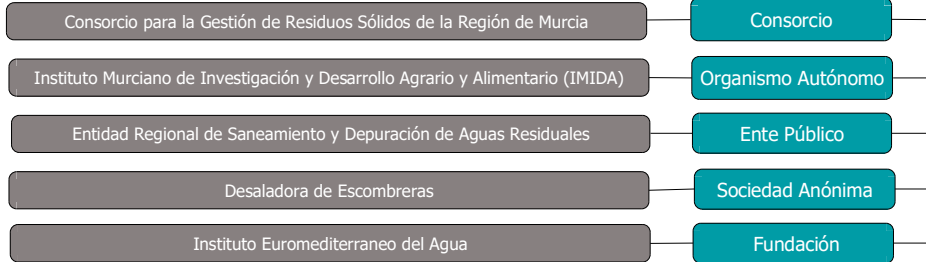 Consorcio para la Gestión de Residuos Sólidos de la Región de Murcia Consorcio
Instituto Murciano de Investigación y Desarrollo Agrario y Alimentario (IMIDA) Organismo Autónomo
Entidad Regional de Saneamiento y Depuración de Aguas Residuales Ente Público
Desaladora de Escombreras Sociedad Anónima
Instituto Euromediterraneo del Agua Fundación